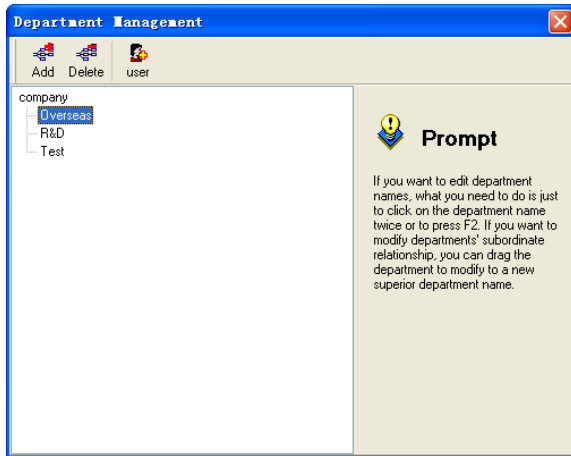 Department Management
Add Delete user
company
Overseas
R&D
Test
Prompt
If you want to edit department
names, what you need to do is just
to click on the department name
twice or to press F2. If you want to
modify departments' subordinate
relationship, you can drag the
department to modify to a new
superior department name.